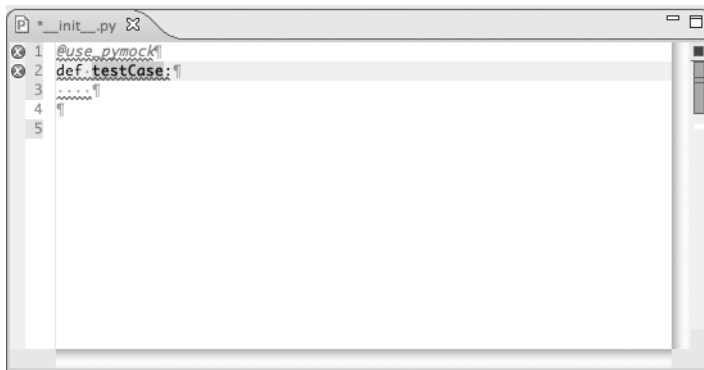 *__init__.py
1 @use_pymock¶
2 def·testCase:¶
3 ····¶
4 ¶
5